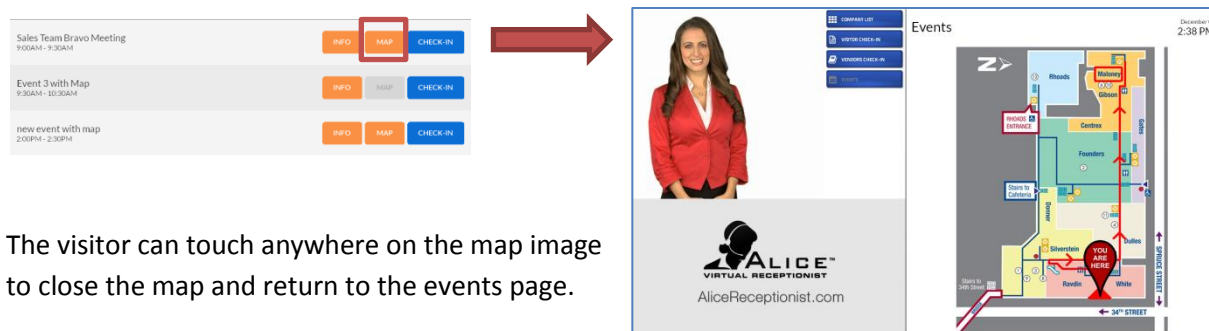 Sales Team Bravo Meeting
9:00AM - 9:30AM
INFO
MAP
CHECK-IN
Event 3 with Map
9:30AM - 10:30AM
INFO
MAP
CHECK-IN
new event with map
2:00PM - 2:30PM
INFO
MAP
CHECK-IN
The visitor can touch anywhere on the map image
to close the map and return to the events page.
COMPANY LIST
VISITOR CHECK-IN
VENDORS CHECK-IN
EVENTS
ALICE™
VIRTUAL RECEPTIONIST
AliceReceptionist.com
Events
2:38 PM
N
Rhoads
Maloney
Gibson
RHOADS
ENTRANCE
Centrex
Gates
Founders
Stairs to
Cafeteria
Donner
Dulles
Silverstein
YOU
ARE
HERE
Stairs to
34th Street
Ravdin
White
SPRUCE STREET
34TH STREET